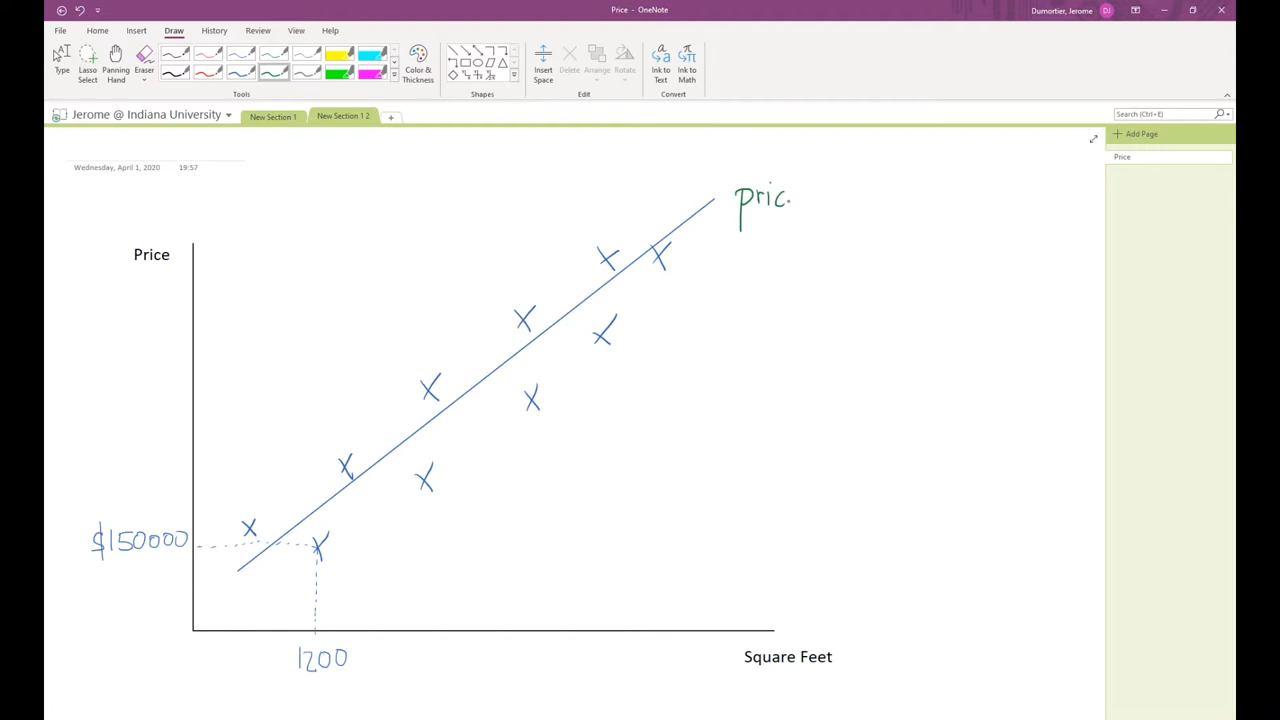 Price - OneNote
Dumortier, Jerome
DJ
File Home Insert Draw History Review View Help
Type
Lasso Select
Panning Hand
Eraser
Color & Thickness
Insert Space
Delete
Arrange
Rotate
Ink to Text
Ink to Math
Tools
Shapes
Edit
Convert
Jerome @ Indiana University
New Section 1
New Section 1 2
Search (Ctrl+E)
Add Page
Price
Wednesday, April 1, 2020 19:57
pric
Price
$150000
1200
Square Feet